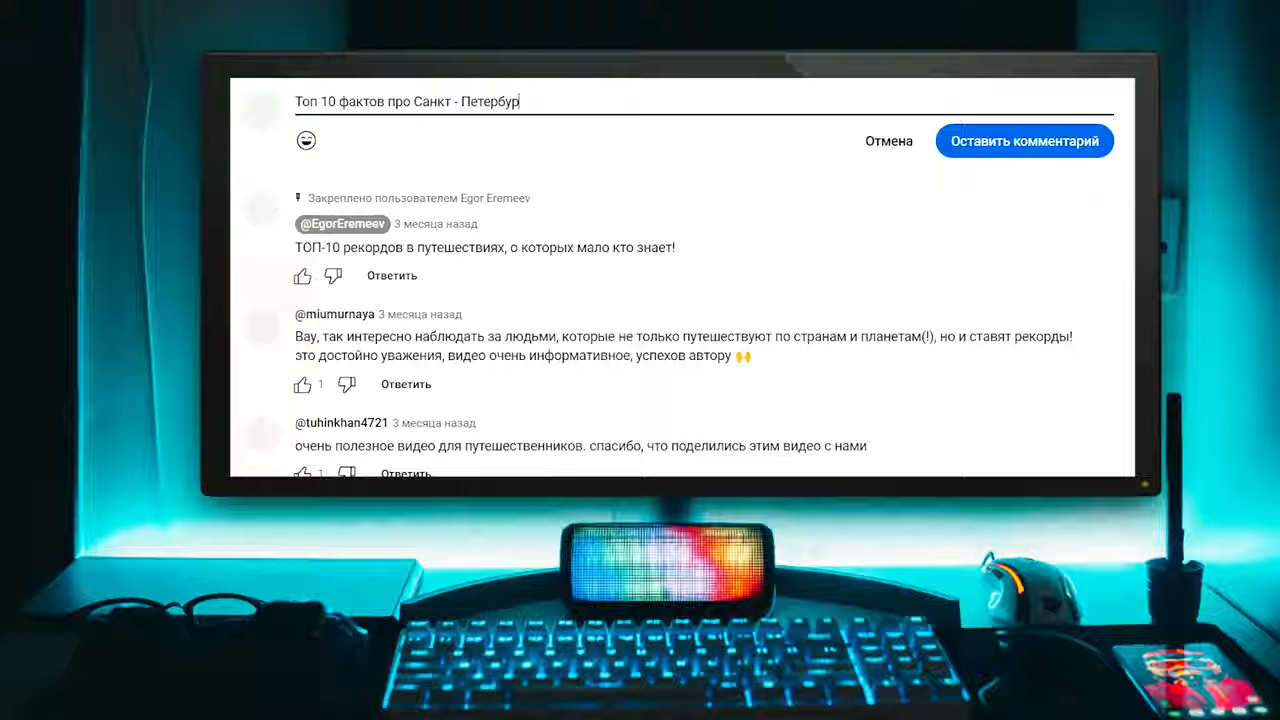 Топ 10 фактов про Санкт - Петербур
Отмена
Оставить комментарий
Закреплено пользователем Egor Eremeev
@EgorEremeev 3 месяца назад
ТОП-10 рекордов в путешествиях, о которых мало кто знает!
Ответить
@miumurnaya 3 месяца назад
Вау, так интересно наблюдать за людьми, которые не только путешествуют по странам и планетам(!), но и ставят рекорды!
это достойно уважения, видео очень информативное, успехов автору 🙌
1 Ответить
@tuhinkhan4721 3 месяца назад
очень полезное видео для путешественников. спасибо, что поделились этим видео с нами
1 Ответить